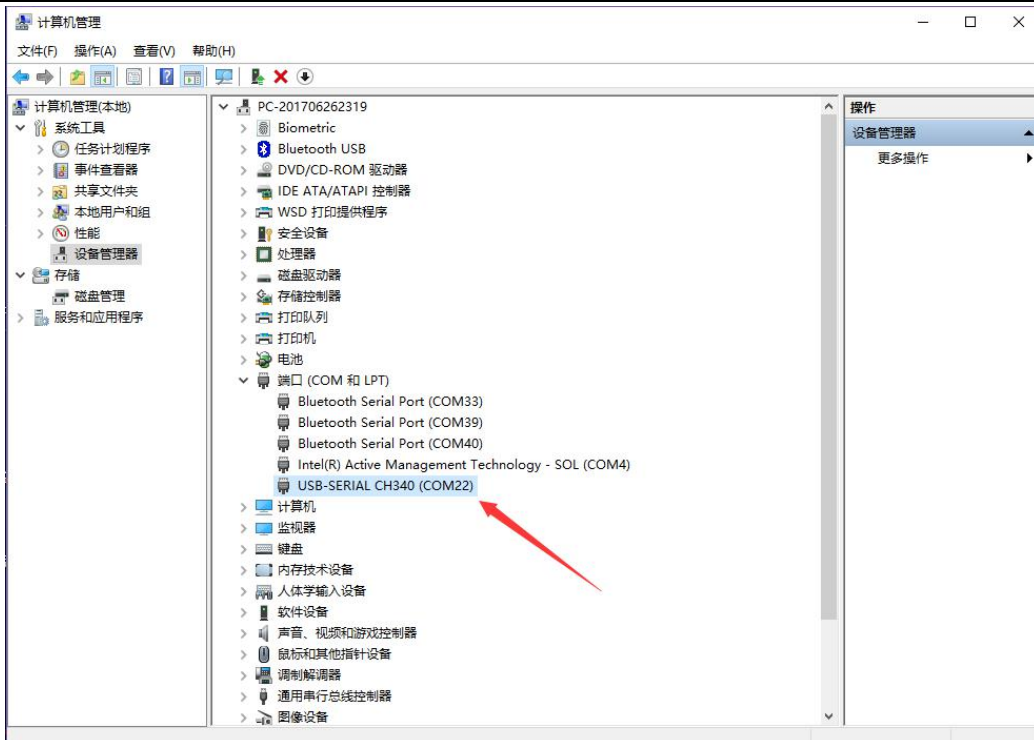 计算机管理
文件(F) 操作(A) 查看(V) 帮助(H)
计算机管理(本地)
系统工具
任务计划程序
事件查看器
共享文件夹
本地用户和组
性能
设备管理器
存储
磁盘管理
服务和应用程序
PC-201706262319
Biometric
Bluetooth USB
DVD/CD-ROM 驱动器
IDE ATA/ATAPI 控制器
WSD 打印提供程序
安全设备
处理器
磁盘驱动器
存储控制器
打印队列
打印机
电池
端口 (COM 和 LPT)
Bluetooth Serial Port (COM33)
Bluetooth Serial Port (COM39)
Bluetooth Serial Port (COM40)
Intel(R) Active Management Technology - SOL (COM4)
USB-SERIAL CH340 (COM22)
计算机
监视器
键盘
内存技术设备
人体学输入设备
软件设备
声音、视频和游戏控制器
鼠标和其他指针设备
调制解调器
通用串行总线控制器
图像设备
操作
设备管理器
更多操作